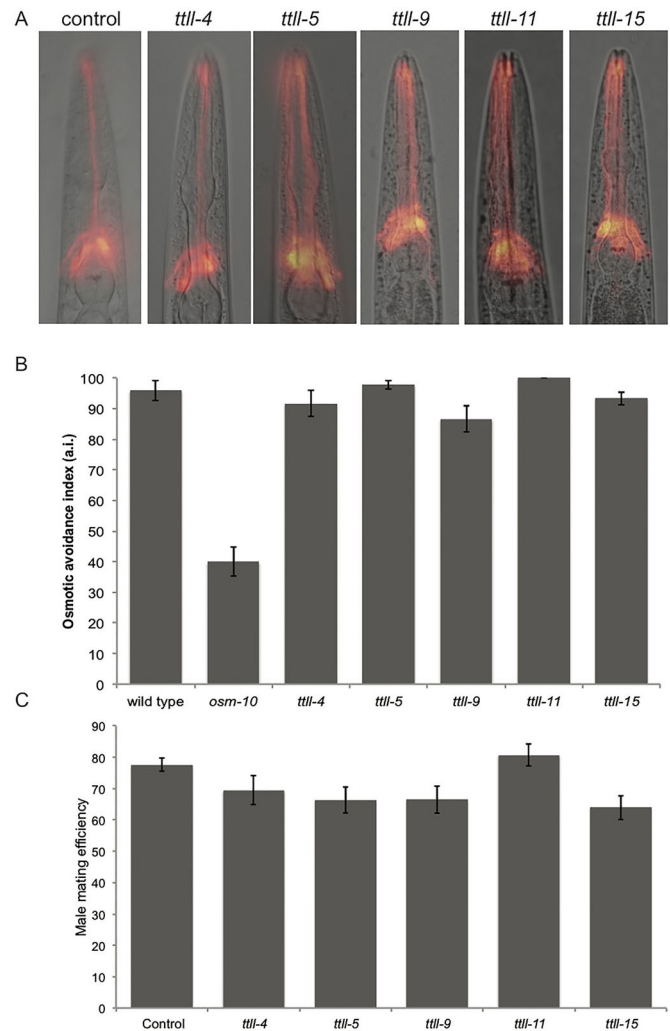 A
control ttll-4 ttll-5 ttll-9 ttll-11 ttll-15
B
Osmotic avoidance index (a.i.)
100
90
80
70
60
50
40
30
20
10
0
wild type osm-10 ttll-4 ttll-5 ttll-9 ttll-11 ttll-15
C
Male mating efficiency
90
80
70
60
50
40
30
20
10
0
Control ttll-4 ttll-5 ttll-9 ttll-11 ttll-15